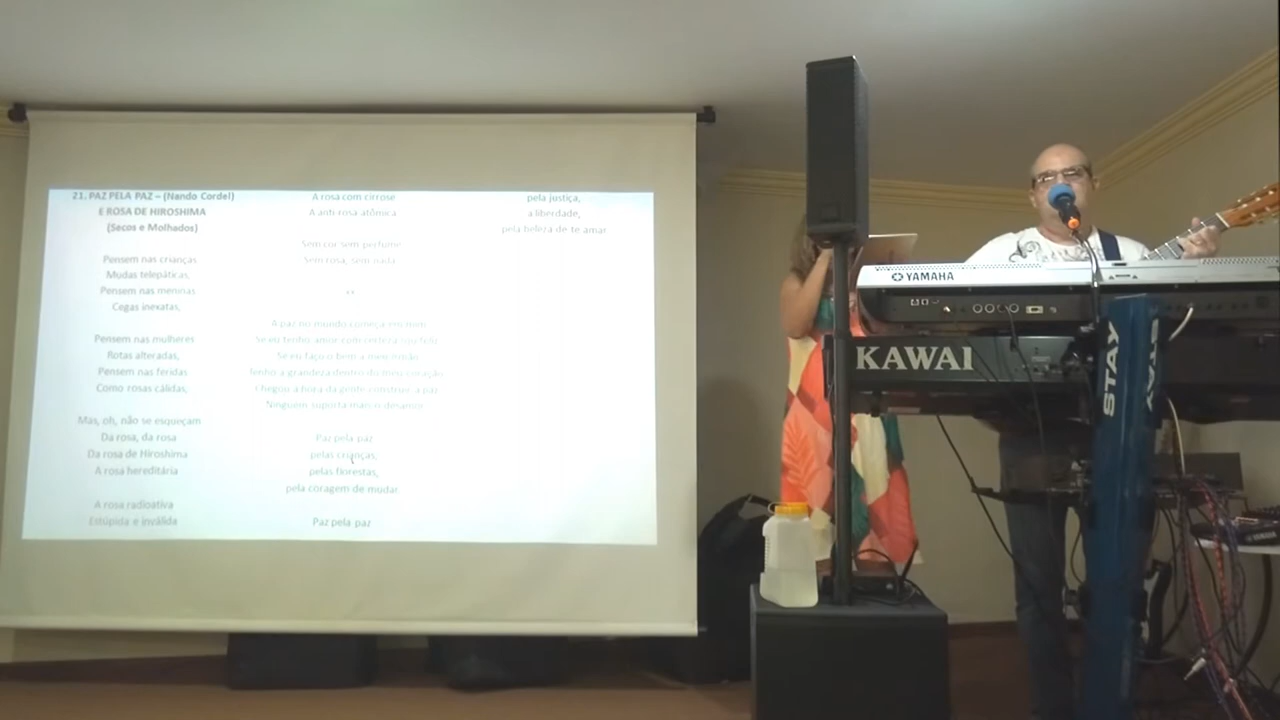 21. PAZ PELA PAZ – (Nando Cordel)
E ROSA DE HIROSHIMA
(Secos e Molhados)
Pensem nas crianças
Mudas telepáticas,
Pensem nas meninas
Cegas inexatas,
Pensem nas mulheres
Rotas alteradas,
Pensem nas feridas
Como rosas cálidas,
Mas, oh, não se esqueçam
Da rosa, da rosa
Da rosa de Hiroshima
A rosa hereditária
A rosa radioativa
Estúpida e inválida
A rosa com cirrose
A anti rosa atômica
Sem cor sem perfume
Sem rosa, sem nada
A paz no mundo começa em mim
Se eu tenho amor com certeza sou feliz
Se eu faço o bem a meu irmão
Tenho a grandeza dentro do meu coração
Chegou a hora da gente construir a paz
Ninguém suporta mais o desamor
Paz pela paz
pelas crianças,
pelas florestas,
pela coragem de mudar.
Paz pela paz
pela justiça,
a liberdade,
pela beleza de te amar.
YAMAHA
KAWAI
STAY
STAY
YAMAHA